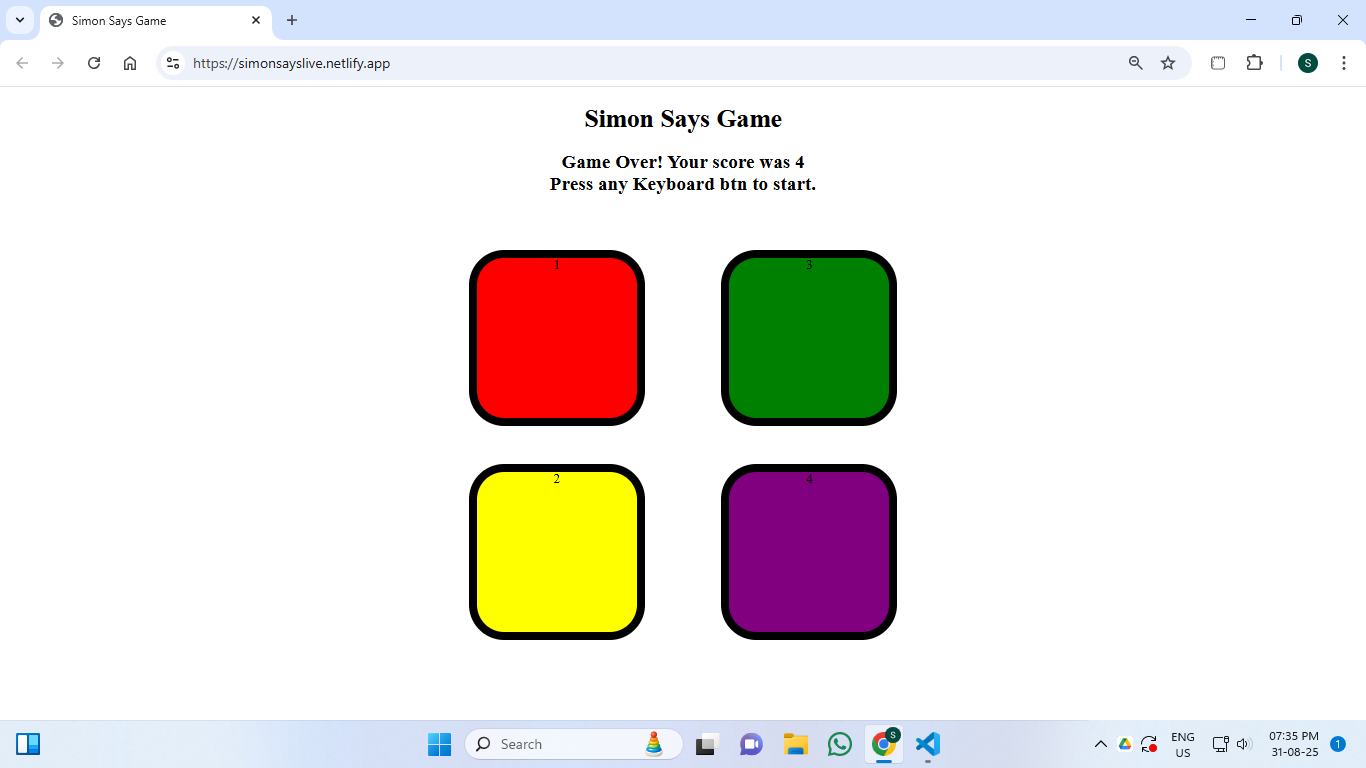 Simon Says Game
https://simonsayslive.netlify.app
S
Simon Says Game
Game Over! Your score was 4
Press any Keyboard btn to start.
1
3
2
4
Search
S
ENG
US
07:35 PM
31-08-25
1